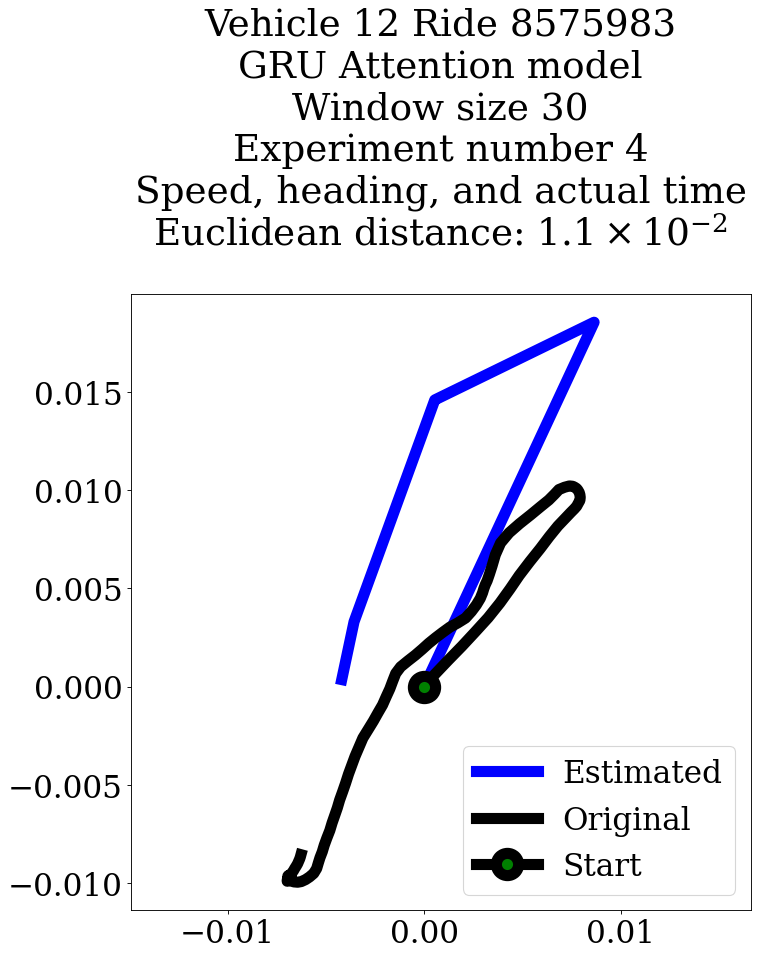 Vehicle 12 Ride 8575983
GRU Attention model
Window size 30
Experiment number 4
Speed, heading, and actual time
Euclidean distance: 1.1 × 10⁻²
0.015
0.010
0.005
0.000
−0.005
−0.010
−0.01
0.00
0.01
Estimated
Original
Start